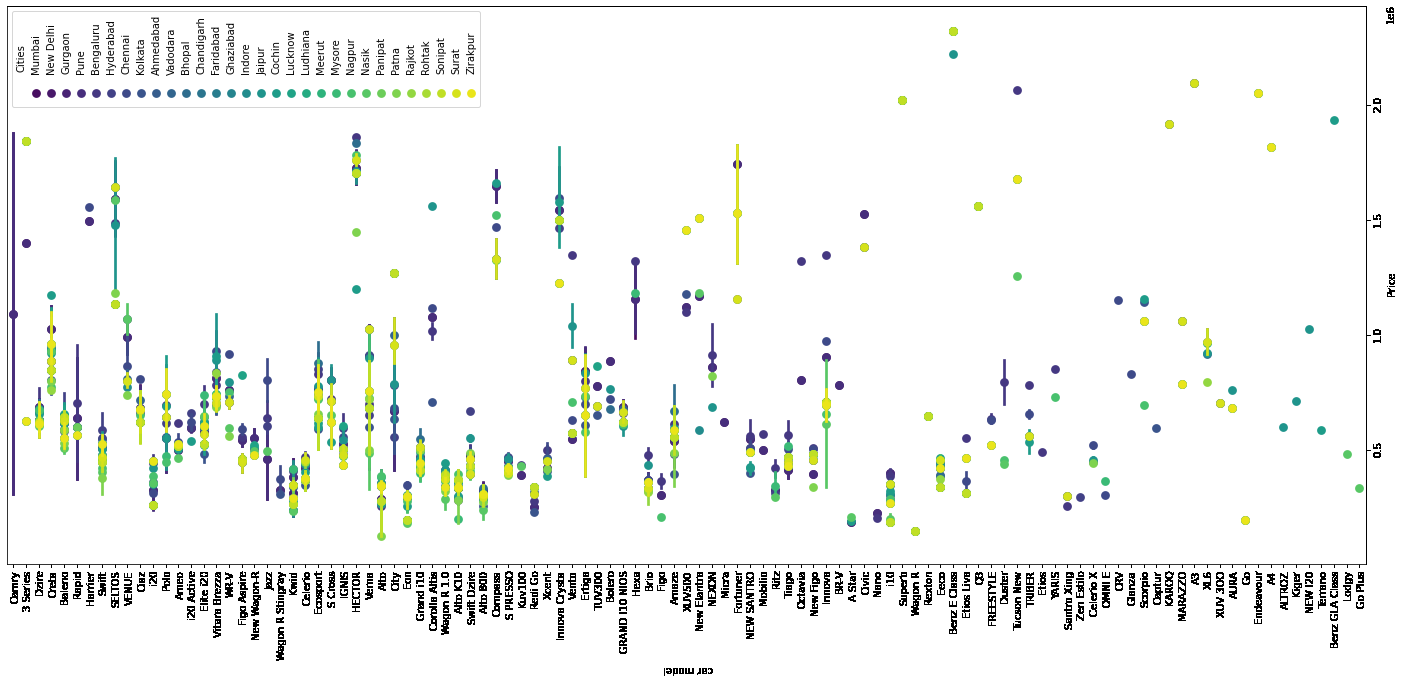 Cities
Mumbai
New Delhi
Gurgaon
Pune
Bengaluru
Hyderabad
Chennai
Kolkata
Ahmedabad
Vadodara
Bhopal
Chandigarh
Faridabad
Ghaziabad
Indore
Jaipur
Cochin
Lucknow
Ludhiana
Meerut
Mysore
Nagpur
Nasik
Panipat
Patna
Rajkot
Rohtak
Sonipat
Surat
Zirakpur
1e6
2.0
1.5
1.0
0.5
Price
Camry
3 Series
Dzire
Creta
Baleno
Rapid
Harrier
Swift
SELTOS
VENUE
Ciaz
i20
Polo
Ameo
i20 Active
Elite i20
Vitara Brezza
WR-V
Figo Aspire
New Wagon-R
Jazz
Wagon R Stingray
Kwid
Celerio
Ecosport
S Cross
IGNIS
HECTOR
Verna
Alto
City
Eon
Grand i10
Corolla Altis
Wagon R 1.0
Alto K10
Swift Dzire
Alto 800
Compass
S PRESSO
Kuv100
Redi Go
Xcent
Innova Crysta
Vento
Ertiga
TUV300
Bolero
GRAND I10 NIOS
Hexa
Brio
Figo
Amaze
XUV500
New Elantra
NEXON
Micra
Fortuner
NEW SANTRO
Mobilio
Ritz
Tiago
Octavia
New Figo
Innova
BR-V
A Star
Civic
Nano
i10
Superb
Wagon R
Rexton
Eeco
Benz E Class
Etios Liva
Q3
FREESTYLE
Duster
Tucson New
TRIBER
Etios
YARIS
Santro Xing
Zen Estilo
Celerio X
OMNI E
CRV
Glanza
Scorpio
Captur
KAROQ
MARAZZO
A3
XL6
XUV 3OO
AURA
Go
Endeavour
A4
ALTROZ
Kiger
NEW I20
Terrano
Benz GLA Class
Lodgy
Go Plus
car model